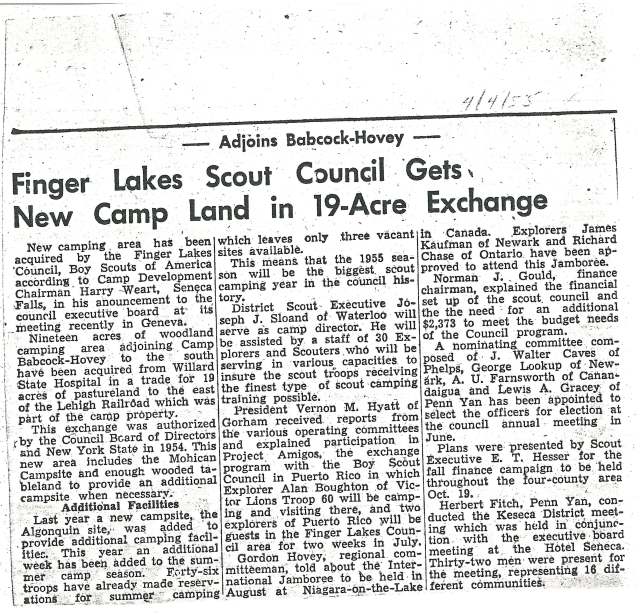 4/4/55
— Adjoins Babcock-Hovey —
Finger Lakes Scout Council Gets
New Camp Land in 19-Acre Exchange
New camping area has been
acquired by the Finger Lakes
Council, Boy Scouts of America
according to Camp Development
Chairman Harry Weart, Seneca
Falls, in his anouncement to the
council executive board at its
meeting recently in Geneva.
Nineteen acres of woodland
camping area adjoining Camp
Babcock-Hovey to the south
have been acquired from Willard
State Hospital in a trade for 19
acres of pastureland to the east
of the Lehigh Railroad which was
part of the camp property.
This exchange was authorized
by the Council Board of Directors
and New York State in 1954. This
new area includes the Mohican
Campsite and enough wooded ta-
bleland to provide an additional
campsite when necessary.
Additional Facilities
Last year a new campsite, the
Algonquin site, was added to
provide additional camping facil-
ities. This year an additional
week has been added to the sum-
mer camp season. Forty-six
troops have already made reserv-
ations for summer camping
which leaves only three vacant
sites available.
This means that the 1955 sea-
son will be the biggest scout
camping year in the council his-
tory.
District Scout Executive Jo-
seph J. Sloand of Waterloo will
serve as camp director. He will
be assisted by a staff of 30 Ex-
plorers and Scouters who will be
serving in various capacities to
insure the scout troops receiving
the finest type of scout camping
training possible.
President Vernon M. Hyatt of
Gorham received reports from
the various operating committees
and explained participation in
Project Amigos, the exchange
program with the Boy Scout
Council in Puerto Rico in which
Explorer Alan Boughton of Vic-
tor Lions Troop 60 will be camp-
ing and visiting there, and two
explorers of Puerto Rico will be
guests in the Finger Lakes Coun-
cil area for two weeks in July.
Gordon Hovey, regional com-
mitteeman, told about the Inter-
national Jamboree to be held in
August at Niagara-on-the-Lake
in Canada. Explorers James
Kaufman of Newark and Richard
Chase of Ontario have been ap-
proved to attend this Jamboree.
Norman J. Gould, finance
chairman, explained the financial
set up of the scout council and
the the need for an additional
$2,373 to meet the budget needs
of the Council program.
A nominating committee com-
posed of J. Walter Caves of
Phelps, George Lookup of New-
ark, A. U. Farnsworth of Canan-
daigua and Lewis A. Gracey of
Penn Yan has been appointed to
select the officers for election at
the council annual meeting in
June.
Plans were presented by Scout
Executive E. T. Hesser for the
fall finance campaign to be held
throughout the four-county area
Oct. 19.
Herbert Fitch, Penn Yan, con-
ducted the Keseca District meet-
ing which was held in conjunc-
tion with the executive board
meeting at the Hotel Seneca.
Thirty-two men were present for
the meeting, representing 16 dif-
ferent communities.